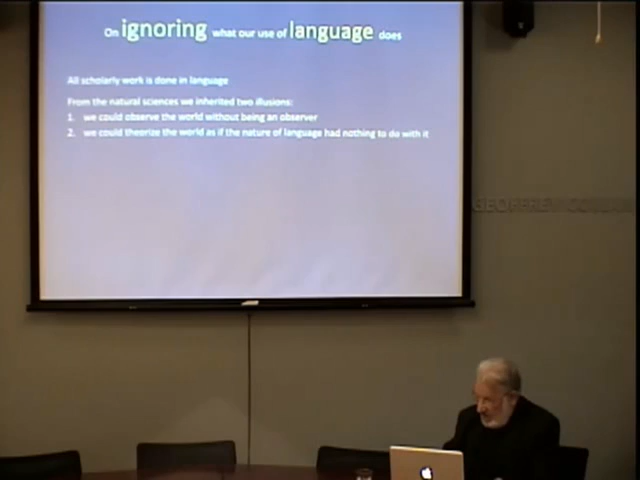 On ignoring what our use of language does
All scholarly work is done in language
From the natural sciences we inherited two illusions:
1. we could observe the world without being an observer
2. we could theorize the world as if the nature of language had nothing to do with it
GEOFFREY